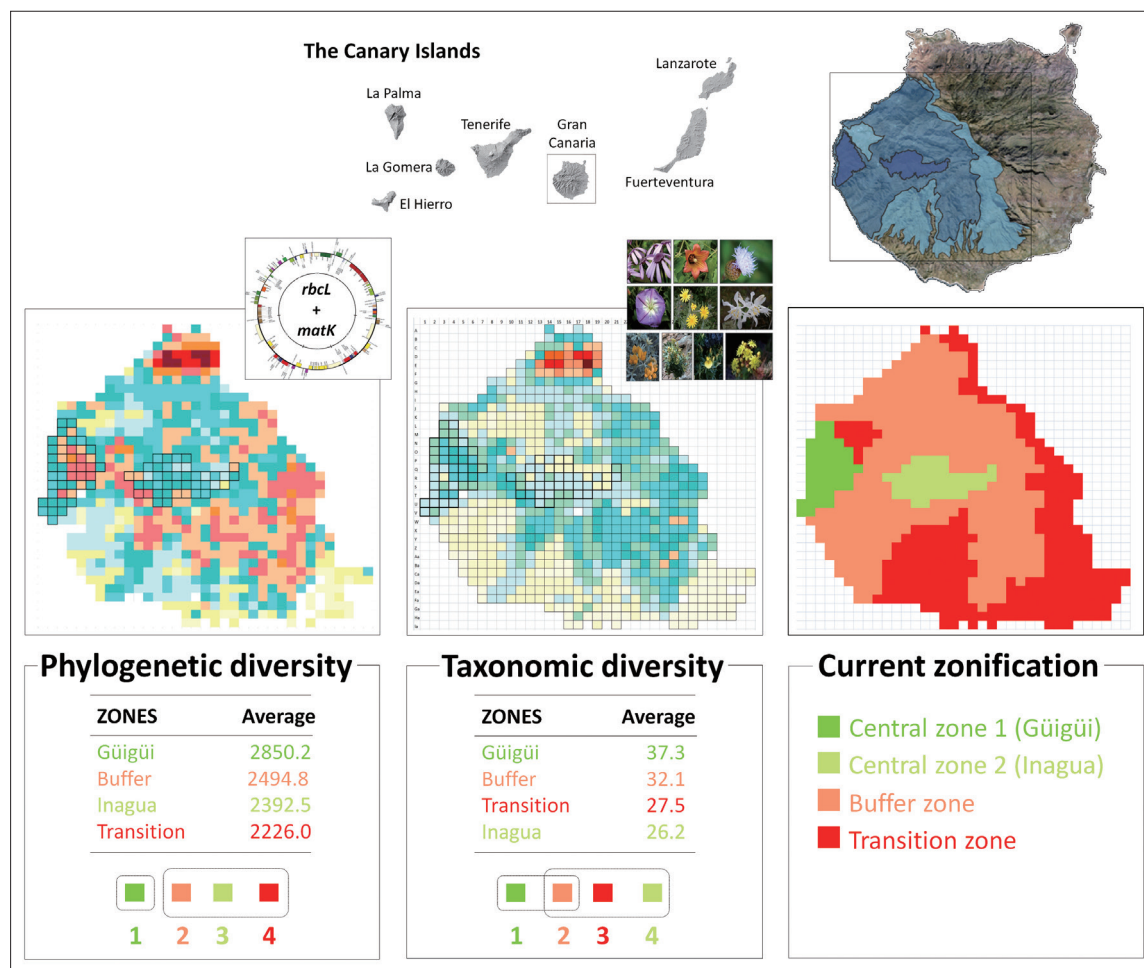 The Canary Islands
Lanzarote
La Palma
Tenerife
Gran
Canaria
La Gomera
Fuerteventura
El Hierro
rbcL
+
matK
Phylogenetic diversity
ZONES Average
Güigüi 2850.2
Buffer 2494.8
Inagua 2392.5
Transition 2226.0
1 2 3 4
Taxonomic diversity
ZONES Average
Güigüi 37.3
Buffer 32.1
Transition 27.5
Inagua 26.2
1 2 3 4
Current zonification
Central zone 1 (Güigüi)
Central zone 2 (Inagua)
Buffer zone
Transition zone